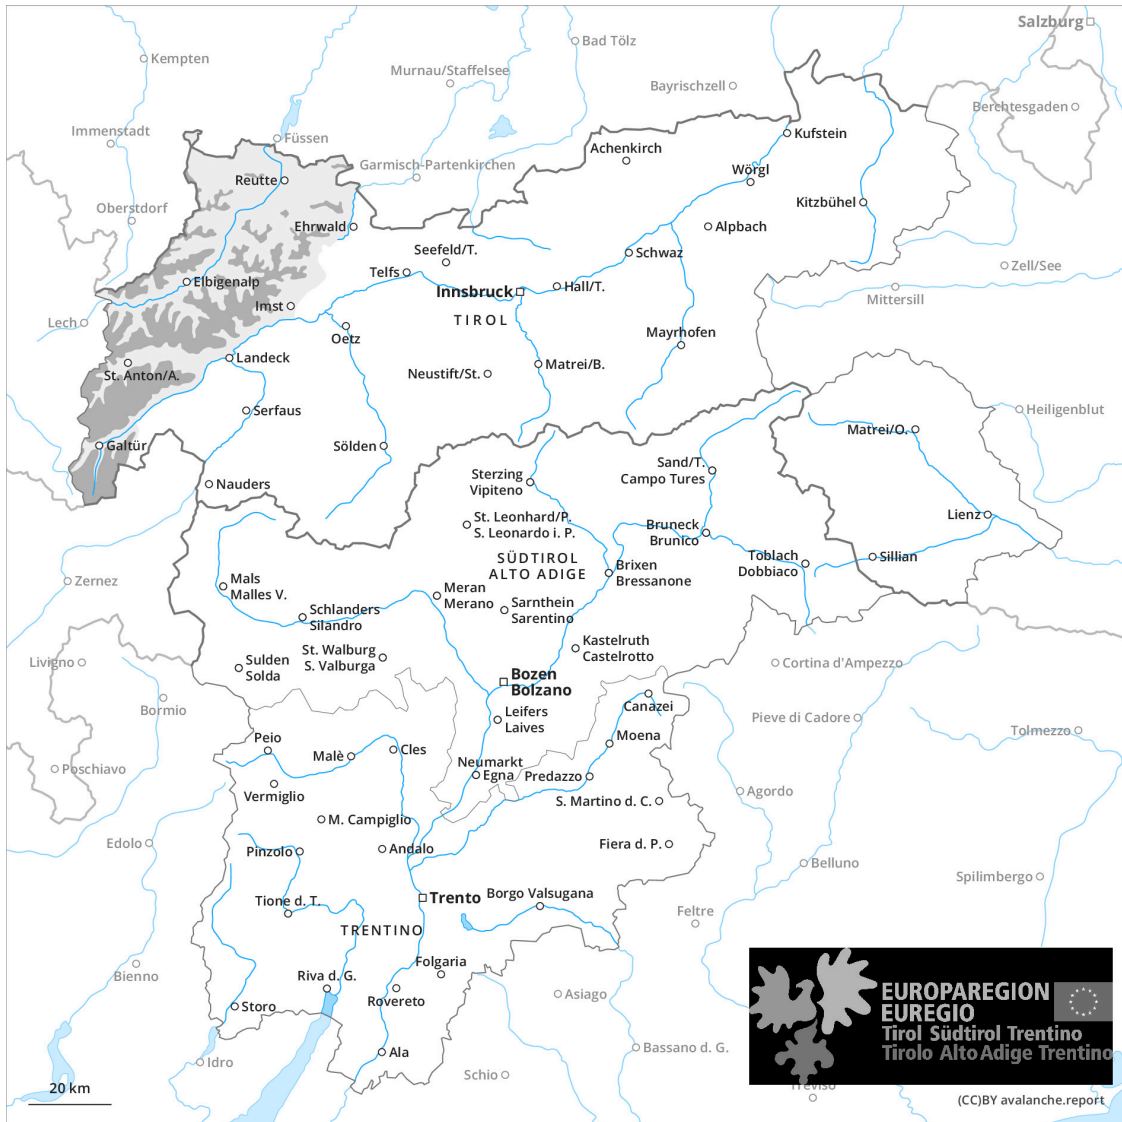 Salzburg
Bad Tölz
Kempten
Murnau/Staffelsee
Bayrischzell
Berchtesgaden
Immenstadt
Füssen
Kufstein
Achenkirch
Garmisch-Partenkirchen
Wörgl
Reutte
Kitzbühel
Oberstdorf
Ehrwald
Alpbach
Seefeld/T.
Schwaz
Zell/See
Telfs
Elbigenalp
Innsbruck
Hall/T.
Mittersill
Imst
TIROL
Lech
Oetz
Mayrhofen
Landeck
Matrei/B.
St. Anton/A.
Neustift/St.
Serfaus
Heiligenblut
Matrei/O.
Galtür
Sölden
Sand/T.
Campo Tures
Sterzing
Vipiteno
Nauders
St. Leonhard/P.
S. Leonardo i. P.
Lienz
Bruneck
Brunico
SÜDTIROL
ALTO ADIGE
Toblach
Dobbiaco
Sillian
Brixen
Bressanone
Zernez
Mals
Malles V.
Meran
Merano
Sarnthein
Sarentino
Schlanders
Silandro
Kastelruth
Castelrotto
St. Walburg
S. Valburga
Livigno
Sulden
Solda
Cortina d'Ampezzo
Bozen
Bolzano
Bormio
Canazei
Leifers
Laives
Pieve di Cadore
Tolmezzo
Peio
Moena
Malè
Cles
Neumarkt
Egna
Poschiavo
Predazzo
Vermiglio
Agordo
S. Martino d. C.
M. Campiglio
Edolo
Fiera d. P.
Pinzolo
Andalo
Belluno
Spilimbergo
Trento
Borgo Valsugana
Tione d. T.
Feltre
TRENTINO
Folgaria
Bienno
Riva d. G.
Rovereto
Asiago
Storo
EUROPAREGION
EUREGIO
Tirol Südtirol Trentino
Tirolo Alto Adige Trentino
Ala
Bassano d. G.
Idro
Schio
Treviso
20 km
(CC)BY avalanche.report